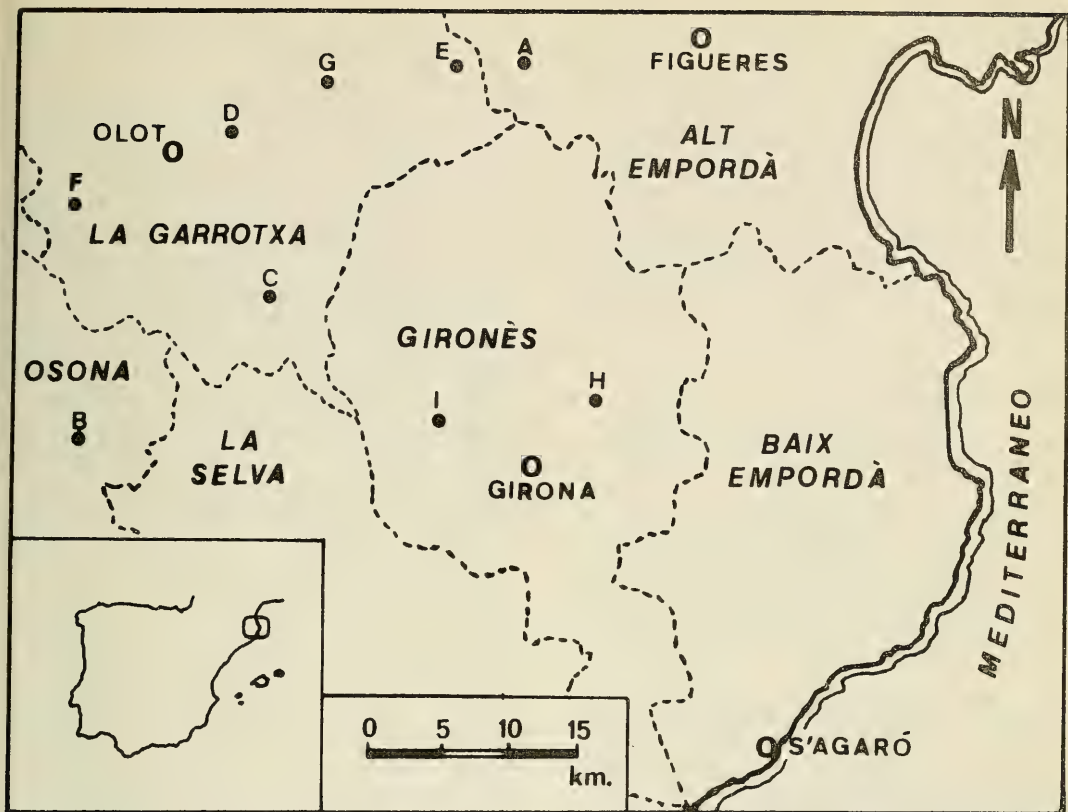 E
A
FIGUERES
G
D
OLOT
N
ALT
EMPORDÀ
F
LA GARROTXA
C
GIRONÈS
OSONA
H
I
B
LA
SELVA
BAIX
EMPORDÀ
GIRONA
MEDITERRANEO
0 5 10 15
km.
S'AGARÓ